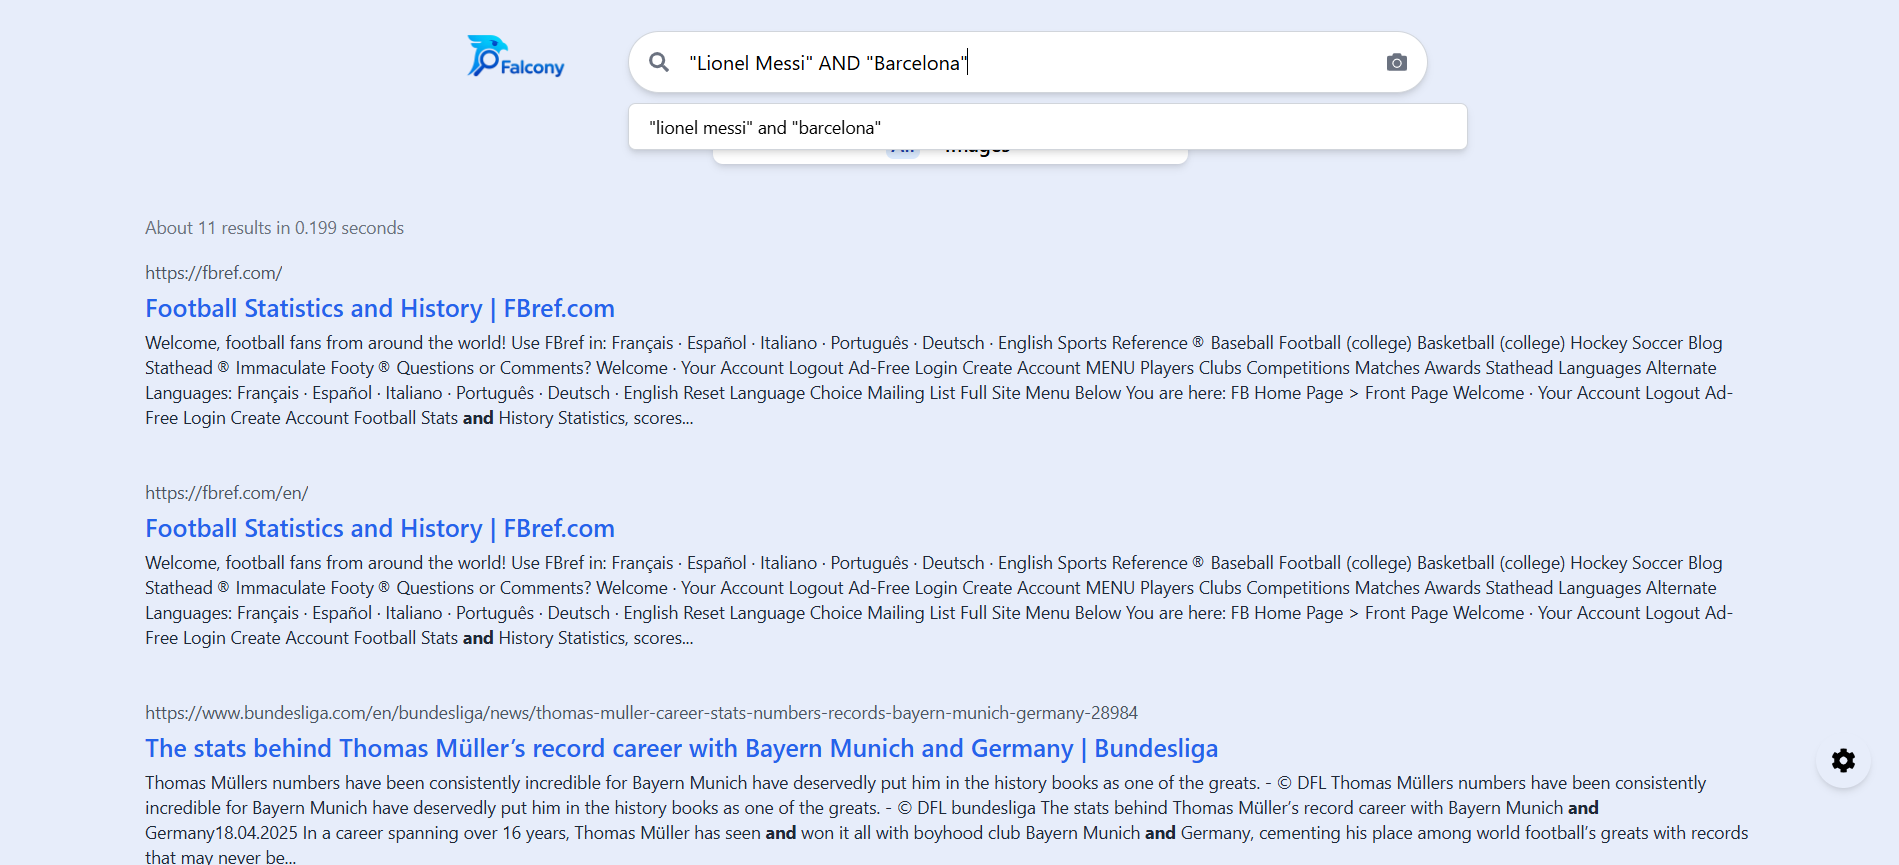 Falcony
"Lionel Messi" AND "Barcelona"
"lionel messi" and "barcelona"
All Images
About 11 results in 0.199 seconds
https://fbref.com/
Football Statistics and History | FBref.com
Welcome, football fans from around the world! Use FBref in: Français · Español · Italiano · Português · Deutsch · English Sports Reference ® Baseball Football (college) Basketball (college) Hockey Soccer Blog
Stathead ® Immaculate Footy ® Questions or Comments? Welcome · Your Account Logout Ad-Free Login Create Account MENU Players Clubs Competitions Matches Awards Stathead Languages Alternate
Languages: Français · Español · Italiano · Português · Deutsch · English Reset Language Choice Mailing List Full Site Menu Below You are here: FB Home Page > Front Page Welcome · Your Account Logout Ad-
Free Login Create Account Football Stats and History Statistics, scores...
https://fbref.com/en/
Football Statistics and History | FBref.com
Welcome, football fans from around the world! Use FBref in: Français · Español · Italiano · Português · Deutsch · English Sports Reference ® Baseball Football (college) Basketball (college) Hockey Soccer Blog
Stathead ® Immaculate Footy ® Questions or Comments? Welcome · Your Account Logout Ad-Free Login Create Account MENU Players Clubs Competitions Matches Awards Stathead Languages Alternate
Languages: Français · Español · Italiano · Português · Deutsch · English Reset Language Choice Mailing List Full Site Menu Below You are here: FB Home Page > Front Page Welcome · Your Account Logout Ad-
Free Login Create Account Football Stats and History Statistics, scores...
https://www.bundesliga.com/en/bundesliga/news/thomas-muller-career-stats-numbers-records-bayern-munich-germany-28984
The stats behind Thomas Müller’s record career with Bayern Munich and Germany | Bundesliga
Thomas Müllers numbers have been consistently incredible for Bayern Munich have deservedly put him in the history books as one of the greats. - © DFL Thomas Müllers numbers have been consistently
incredible for Bayern Munich have deservedly put him in the history books as one of the greats. - © DFL bundesliga The stats behind Thomas Müller’s record career with Bayern Munich and
Germany18.04.2025 In a career spanning over 16 years, Thomas Müller has seen and won it all with boyhood club Bayern Munich and Germany, cementing his place among world football’s greats with records
that may never be...